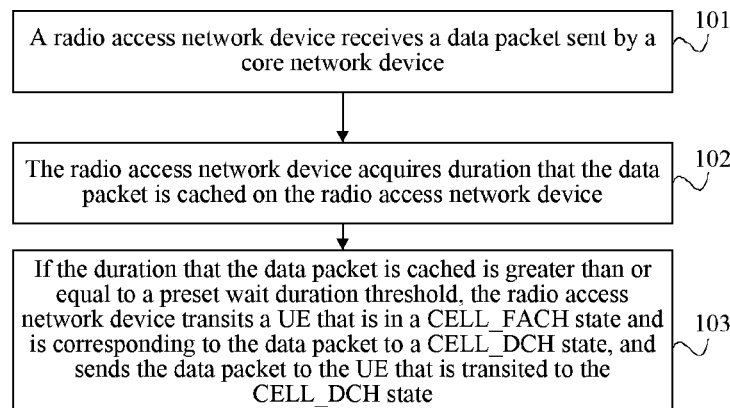 A radio access network device receives a data packet sent by a
core network device
101
The radio access network device acquires duration that the data
packet is cached on the radio access network device
102
If the duration that the data packet is cached is greater than or
equal to a preset wait duration threshold, the radio access
network device transits a UE that is in a CELL_FACH state and
is corresponding to the data packet to a CELL_DCH state, and
sends the data packet to the UE that is transited to the
CELL_DCH state
103